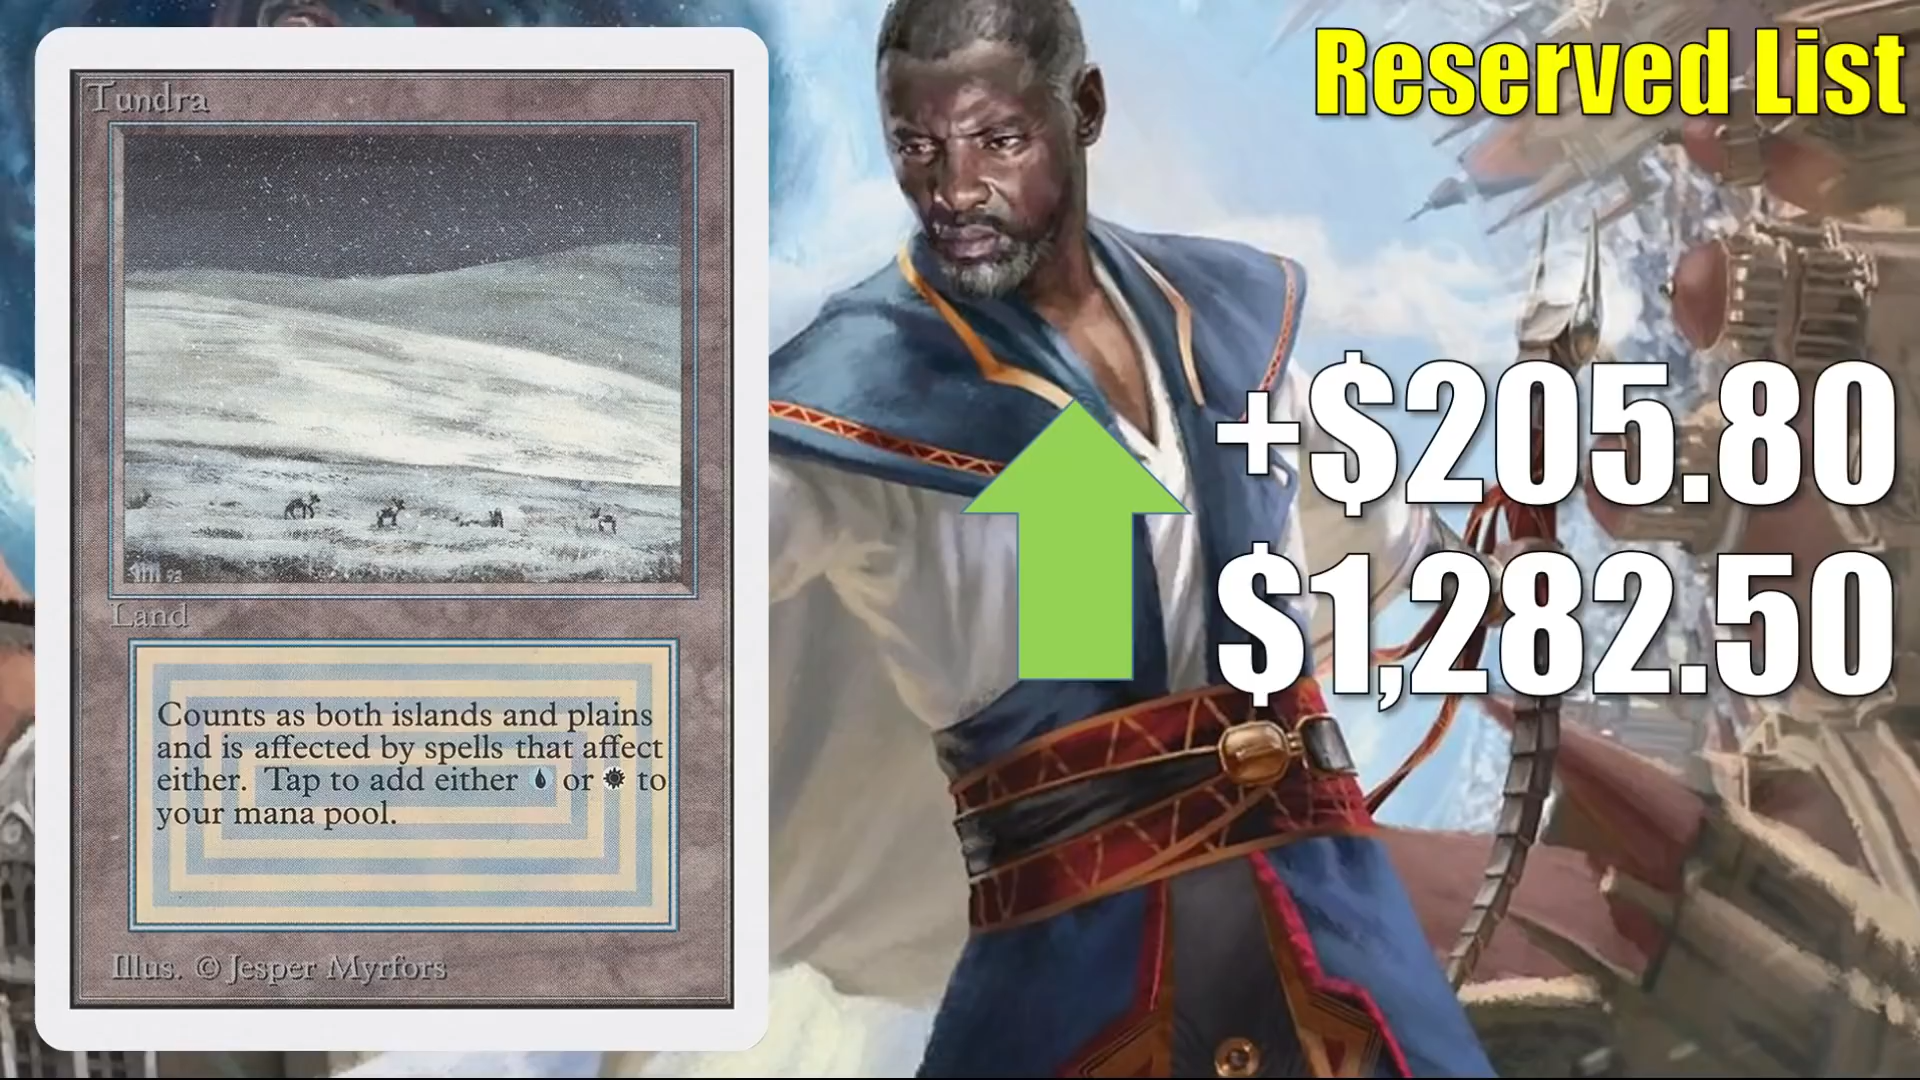 Tundra
Reserved List
+$205.80
$1,282.50
Land
Counts as both islands and plains
and is affected by spells that affect
either. Tap to add either or to
your mana pool.
Illus. © Jesper Myrfors